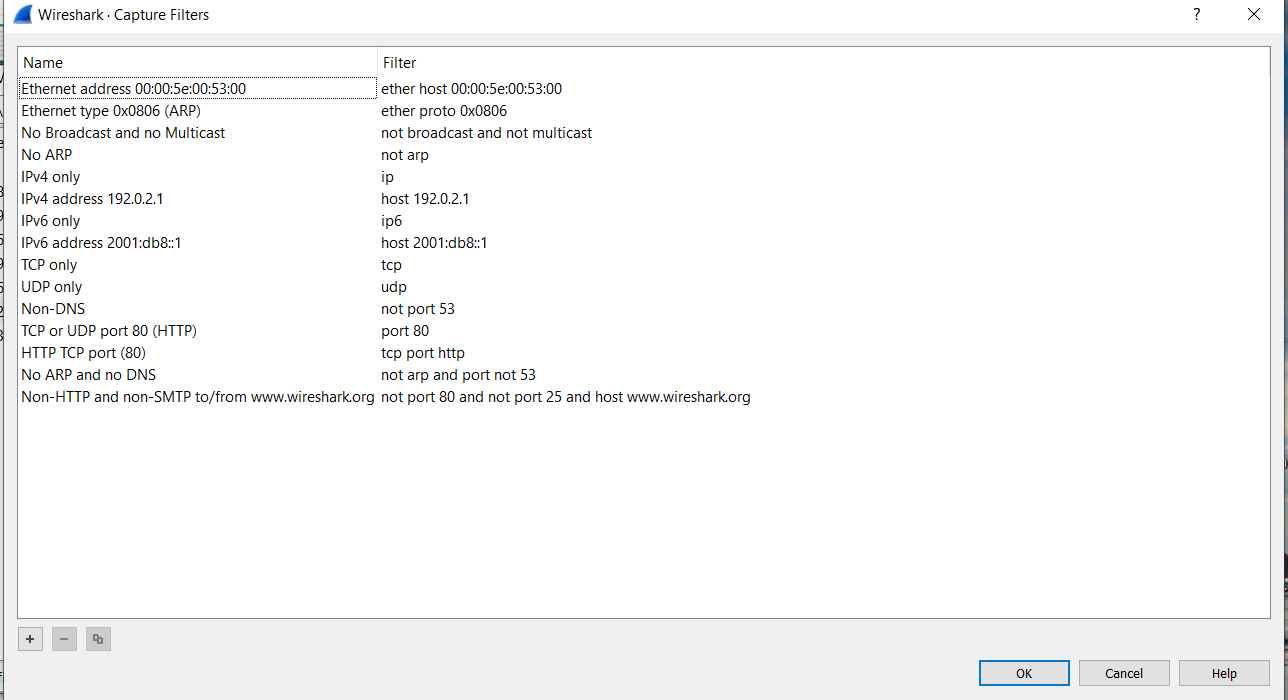 Wireshark · Capture Filters
Name Filter
Ethernet address 00:00:5e:00:53:00 ether host 00:00:5e:00:53:00
Ethernet type 0x0806 (ARP) ether proto 0x0806
No Broadcast and no Multicast not broadcast and not multicast
No ARP not arp
IPv4 only ip
IPv4 address 192.0.2.1 host 192.0.2.1
IPv6 only ip6
IPv6 address 2001:db8::1 host 2001:db8::1
TCP only tcp
UDP only udp
Non-DNS not port 53
TCP or UDP port 80 (HTTP) port 80
HTTP TCP port (80) tcp port http
No ARP and no DNS not arp and port not 53
Non-HTTP and non-SMTP to/from www.wireshark.org not port 80 and not port 25 and host www.wireshark.org
OK Cancel Help